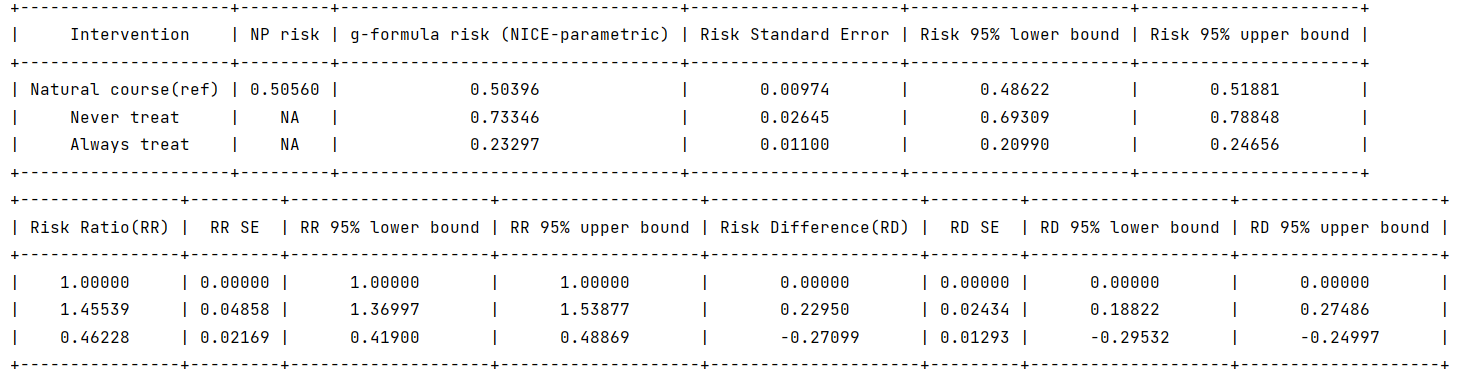 +----------------------+---------+-----------------------------------+---------------------+----------------------+----------------------+
|     Intervention     | NP risk | g-formula risk (NICE-parametric) | Risk Standard Error | Risk 95% lower bound | Risk 95% upper bound |
+----------------------+---------+-----------------------------------+---------------------+----------------------+----------------------+
| Natural course(ref) | 0.50560 |             0.50396              |       0.00974       |       0.48622        |       0.51881        |
|     Never treat     |    NA   |             0.73346              |       0.02645       |       0.69309        |       0.78848        |
|     Always treat    |    NA   |             0.23297              |       0.01100       |       0.20990        |       0.24656        |
+----------------------+---------+-----------------------------------+---------------------+----------------------+----------------------+
+----------------+---------+--------------------+--------------------+---------------------+---------+--------------------+--------------------+
| Risk Ratio(RR) |  RR SE  | RR 95% lower bound | RR 95% upper bound | Risk Difference(RD) |  RD SE  | RD 95% lower bound | RD 95% upper bound |
+----------------+---------+--------------------+--------------------+---------------------+---------+--------------------+--------------------+
|    1.00000     | 0.00000 |      1.00000       |      1.00000       |       0.00000       | 0.00000 |      0.00000       |      0.00000       |
|    1.45539     | 0.04858 |      1.36997       |      1.53877       |       0.22950       | 0.02434 |      0.18822       |      0.27486       |
|    0.46228     | 0.02169 |      0.41900       |      0.48869       |       -0.27099      | 0.01293 |      -0.29532      |      -0.24997      |
+----------------+---------+--------------------+--------------------+---------------------+---------+--------------------+--------------------+